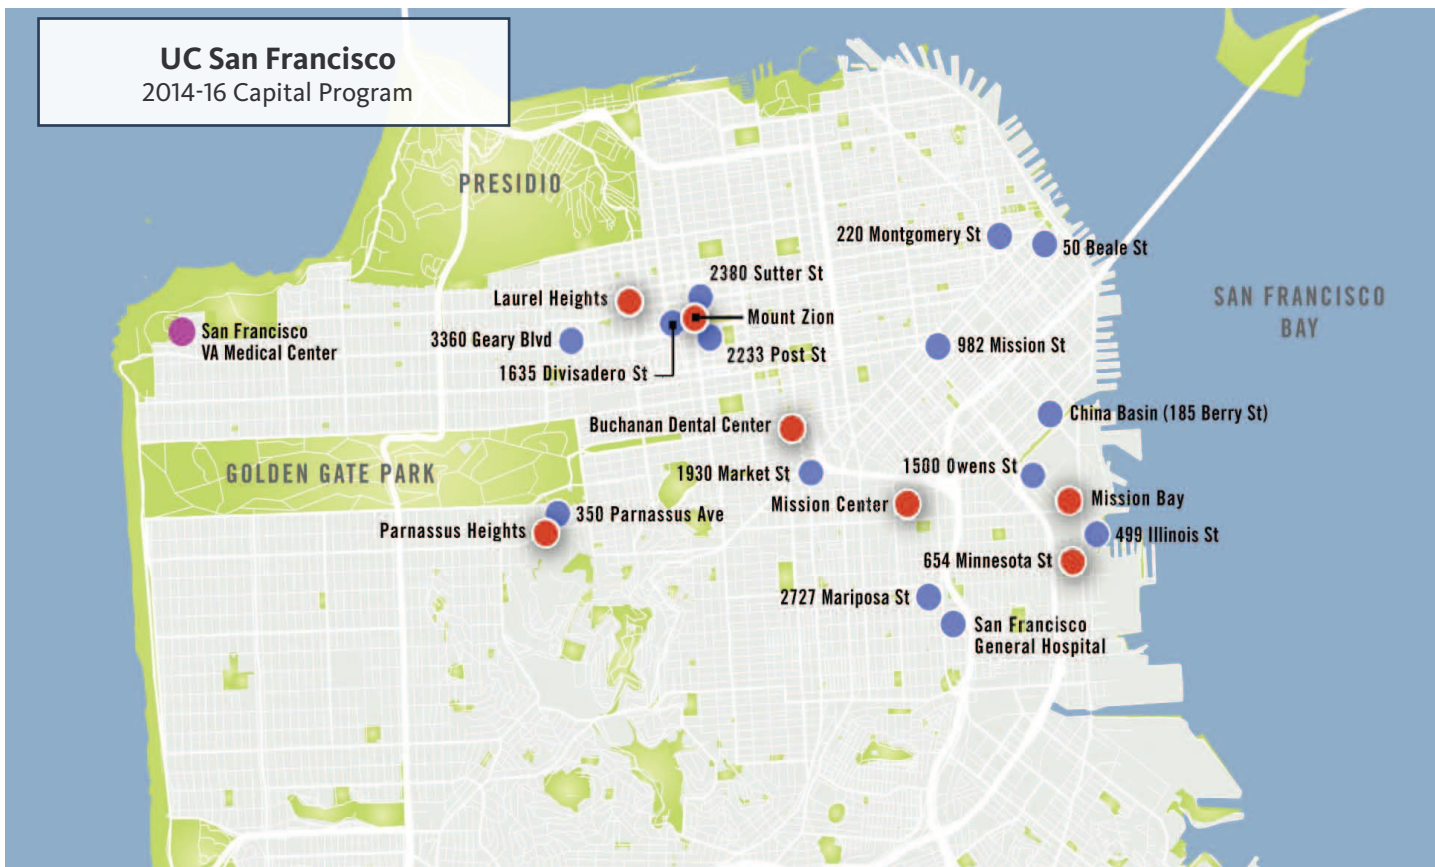 UC San Francisco
2014-16 Capital Program
PRESIDIO
220 Montgomery St
50 Beale St
2380 Sutter St
Laurel Heights
Mount Zion
SAN FRANCISCO
BAY
San Francisco
VA Medical Center
3360 Geary Blvd
2233 Post St
982 Mission St
1635 Divisadero St
China Basin (185 Berry St)
Buchanan Dental Center
GOLDEN GATE PARK
1930 Market St
1500 Owens St
Mission Center
Mission Bay
350 Parnassus Ave
Parnassus Heights
499 Illinois St
654 Minnesota St
2727 Mariposa St
San Francisco
General Hospital